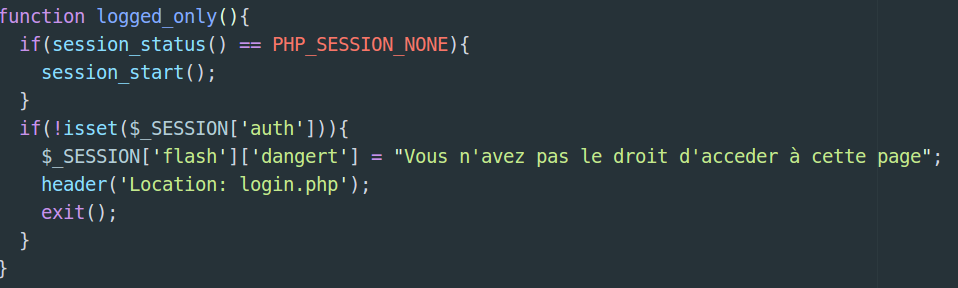 function logged_only(){
if(session_status() == PHP_SESSION_NONE){
session_start();
}
if(!isset($_SESSION['auth'])){
$_SESSION['flash']['dangert'] = "Vous n'avez pas le droit d'acceder à cette page";
header('Location: login.php');
exit();
}
}